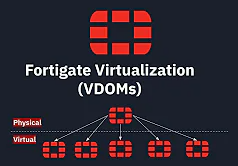 Fortigate Virtualization
(VDOMs)
Physical
Virtual